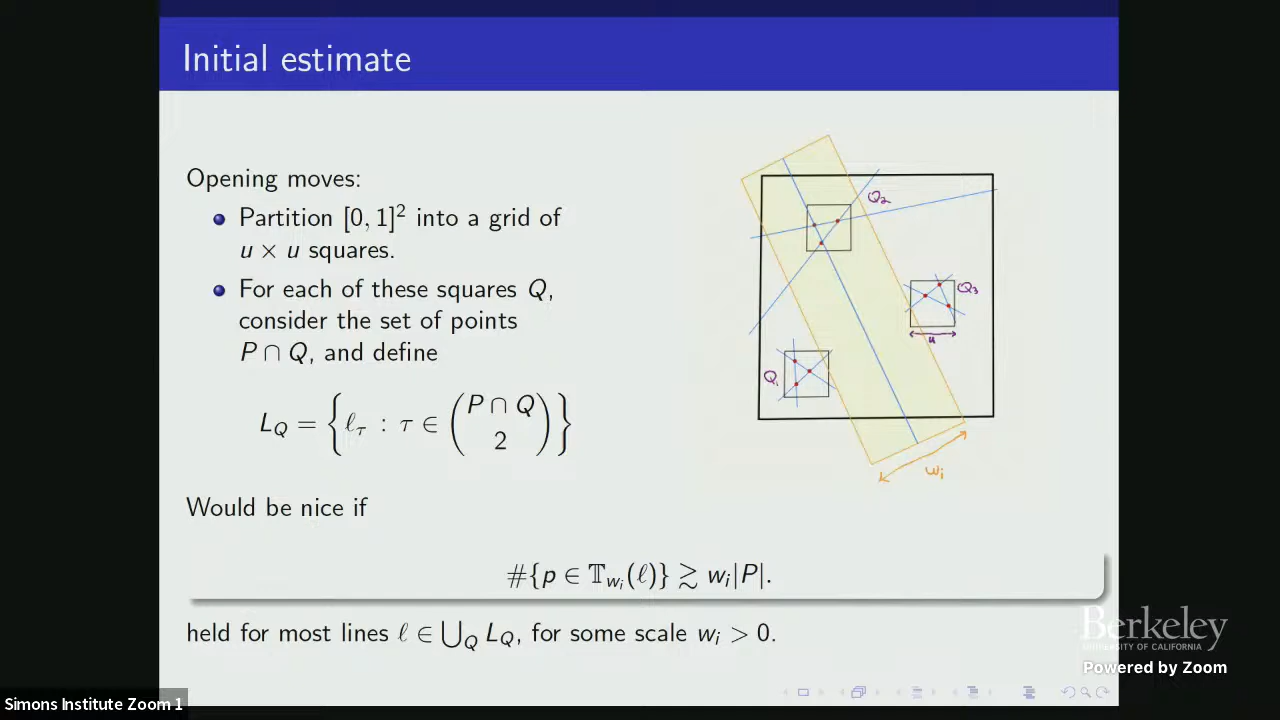 Initial estimate
Opening moves:
Partition [0, 1]² into a grid of
u × u squares.
For each of these squares Q,
consider the set of points
P ∩ Q, and define
L_Q = { ℓ_τ : τ ∈ (P ∩ Q
2) }
Would be nice if
#{p ∈ 𝕋_{w_i}(ℓ)} ≳ w_i|P|.
held for most lines ℓ ∈ ⋃_Q L_Q, for some scale w_i > 0.
Q₂
Q₃
u
Q₁
w_i
Berkeley
UNIVERSITY OF CALIFORNIA
Powered by Zoom
Simons Institute Zoom 1